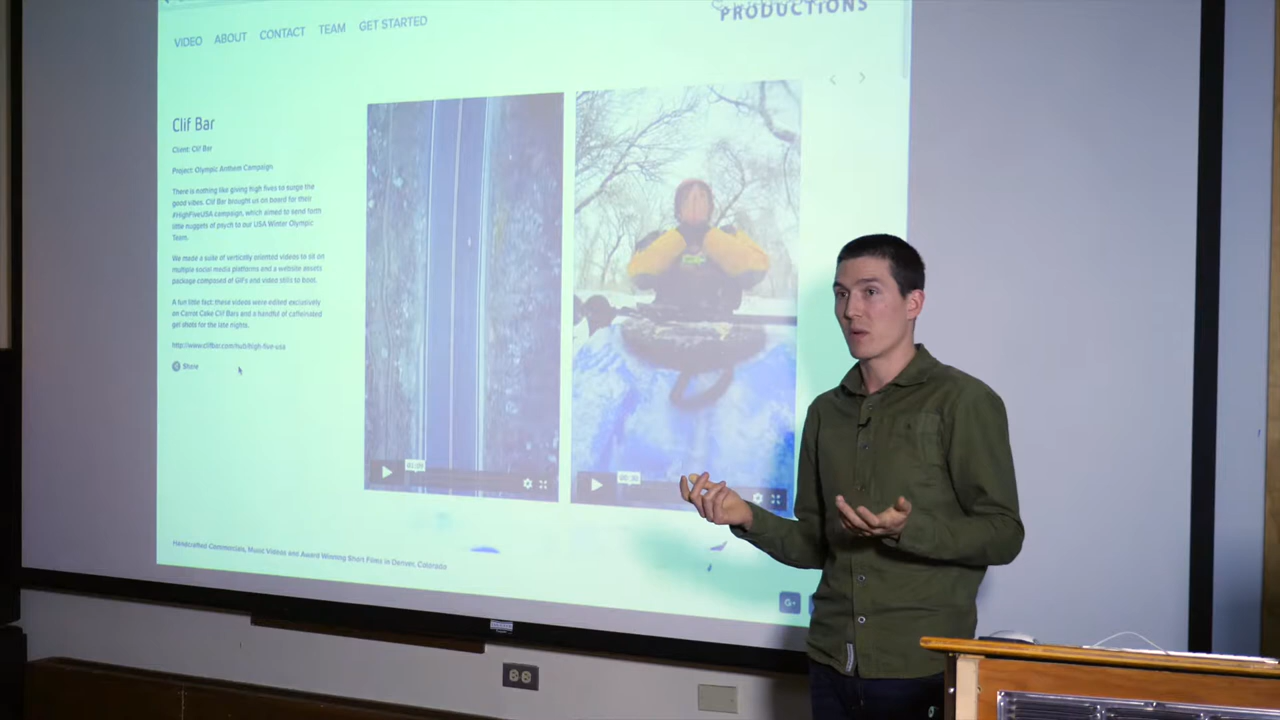 PRODUCTIONS
VIDEO ABOUT CONTACT TEAM GET STARTED
Clif Bar
Client: Clif Bar
Project: Olympic Anthem Campaign
There is nothing like giving high fives to surge the
good vibes. Clif Bar brought us on board for their
#HighFiveUSA campaign, which aimed to send forth
little nuggets of psych to our USA Winter Olympic
Team.
We made a suite of vertically oriented videos to sit on
multiple social media platforms and a website assets
package composed of GIFs and video stills to boot.
A fun little fact: these videos were edited exclusively
on Carrot Cake Clif Bars and a handful of caffeinated
gel shots for the late nights.
http://www.clifbar.com/hub/high-five-usa
Share
00:30
Handcrafted Commercials, Music Videos and Award Winning Short Films in Denver, Colorado
G+